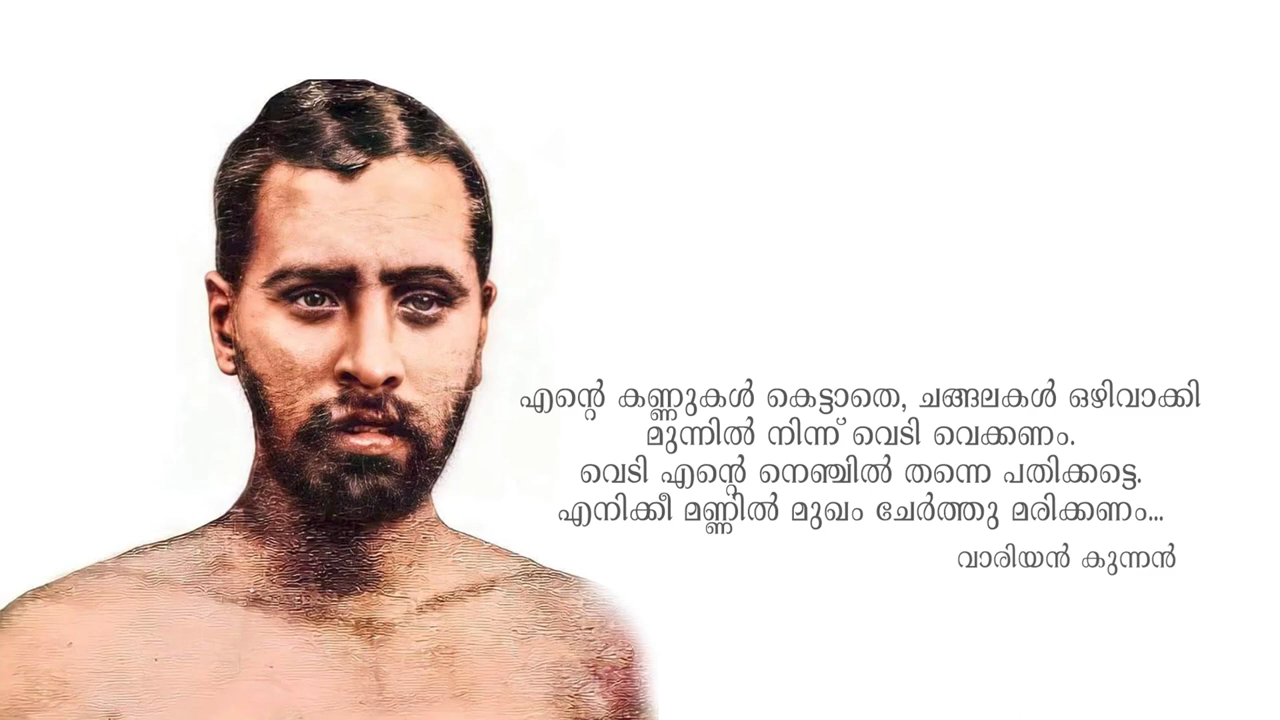 എന്റെ കണ്ണുകൾ കെട്ടാതെ, ചങ്ങലകൾ ഒഴിവാക്കി
മുന്നിൽ നിന്ന് വെടി വെക്കണം.
വെടി എന്റെ നെഞ്ചിൽ തന്നെ പതിക്കട്ടെ.
എനിക്കീ മണ്ണിൽ മുഖം ചേർത്തു മരിക്കണം...
വാരിയൻ കുന്നൻ